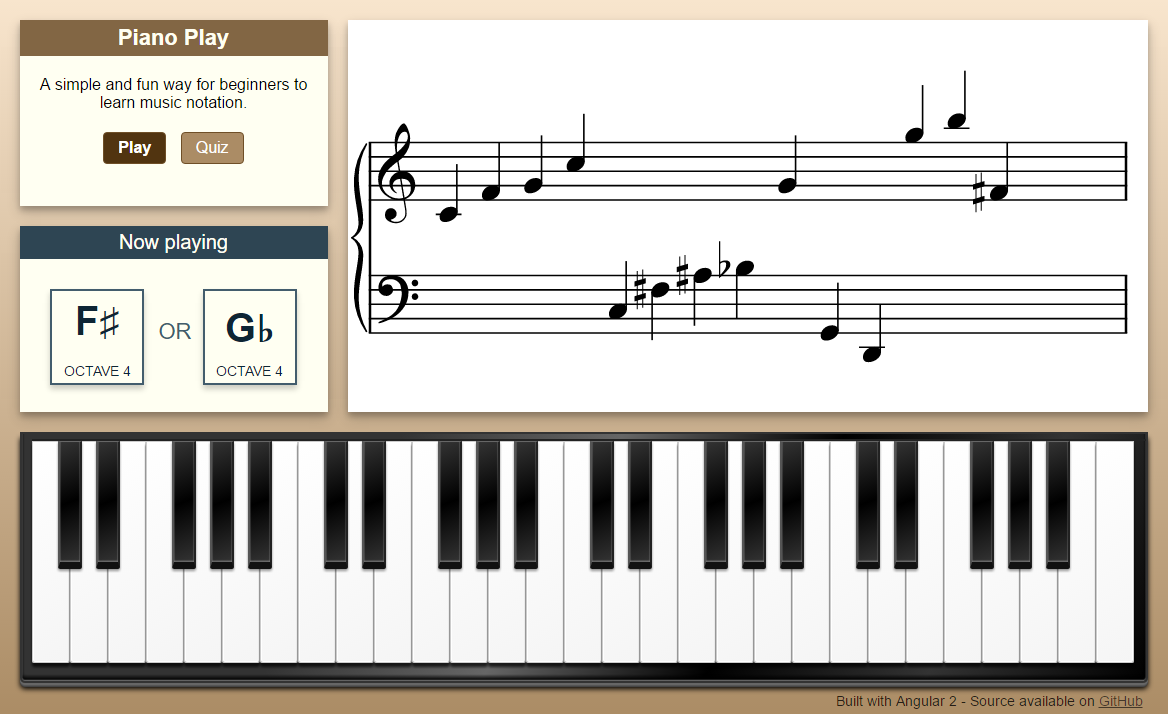 Piano Play
A simple and fun way for beginners to
learn music notation.
Play
Quiz
Now playing
F♯
OCTAVE 4
OR
G♭
OCTAVE 4
Built with Angular 2 - Source available on GitHub